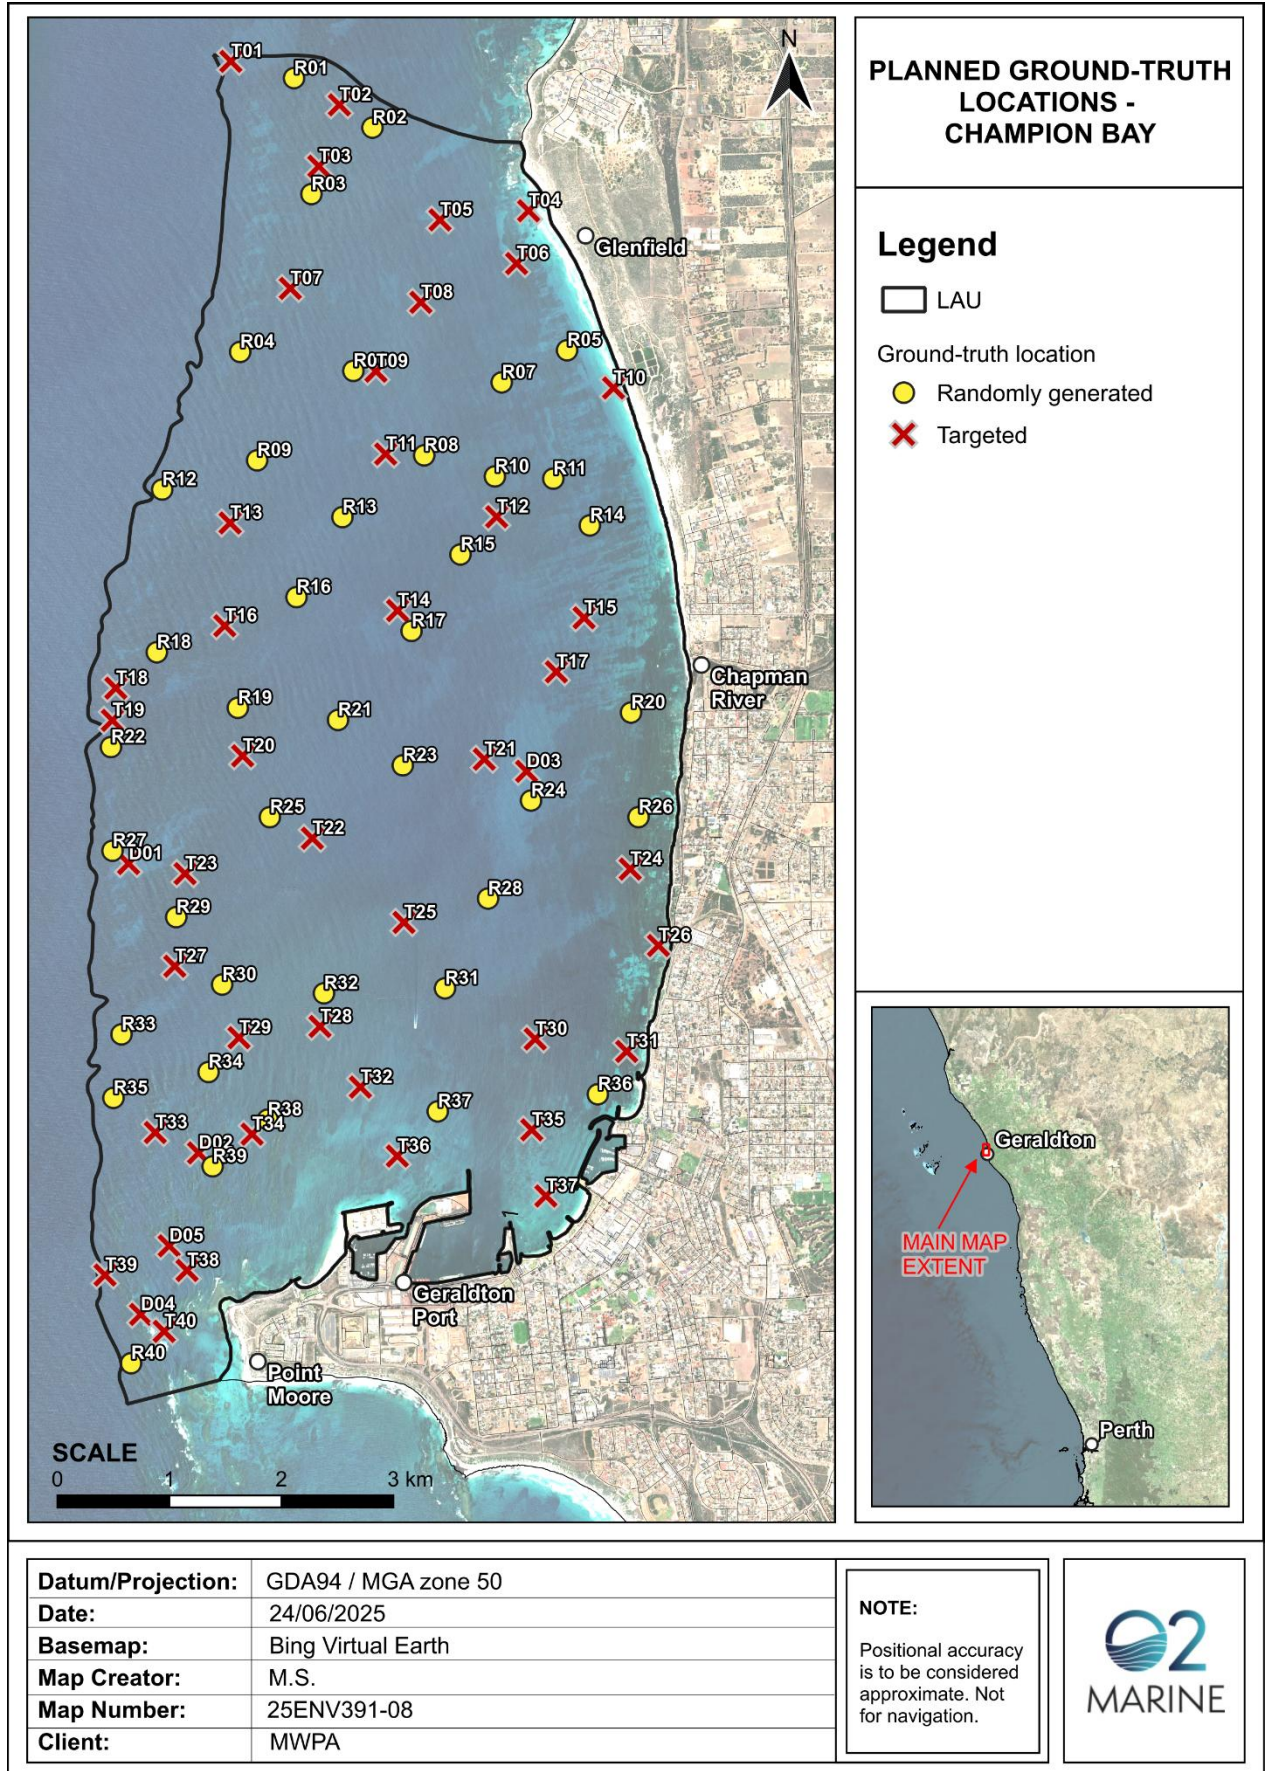 N
T01
R01
T02
R02
T03
R03
T04
T05
Glenfield
T06
T07
T08
R04
R05
T09
R07
T10
T11
R08
R09
R10
R11
R12
T12
T13
R13
R14
R15
R16
T14
T15
T16
R17
R18
T17
Chapman
River
T18
R19
R20
T19
R21
R22
T20
T21
R23
D03
R24
R25
R26
T22
R27
D01
T23
T24
R28
R29
T25
T26
T27
R30
R31
R32
T28
R33
T29
T30
T31
R34
T32
R35
R36
R37
R38
T33
T34
T35
D02
R39
T36
T37
D05
T38
T39
Geraldton
Port
D04
T40
R40
Point
Moore
SCALE
0 1 2 3 km
PLANNED GROUND-TRUTH
LOCATIONS -
CHAMPION BAY
Legend
LAU
Ground-truth location
Randomly generated
Targeted
Geraldton
MAIN MAP
EXTENT
Perth
Datum/Projection: GDA94 / MGA zone 50
Date: 24/06/2025
Basemap: Bing Virtual Earth
Map Creator: M.S.
Map Number: 25ENV391-08
Client: MWPA
NOTE:
Positional accuracy
is to be considered
approximate. Not
for navigation.
O2
MARINE